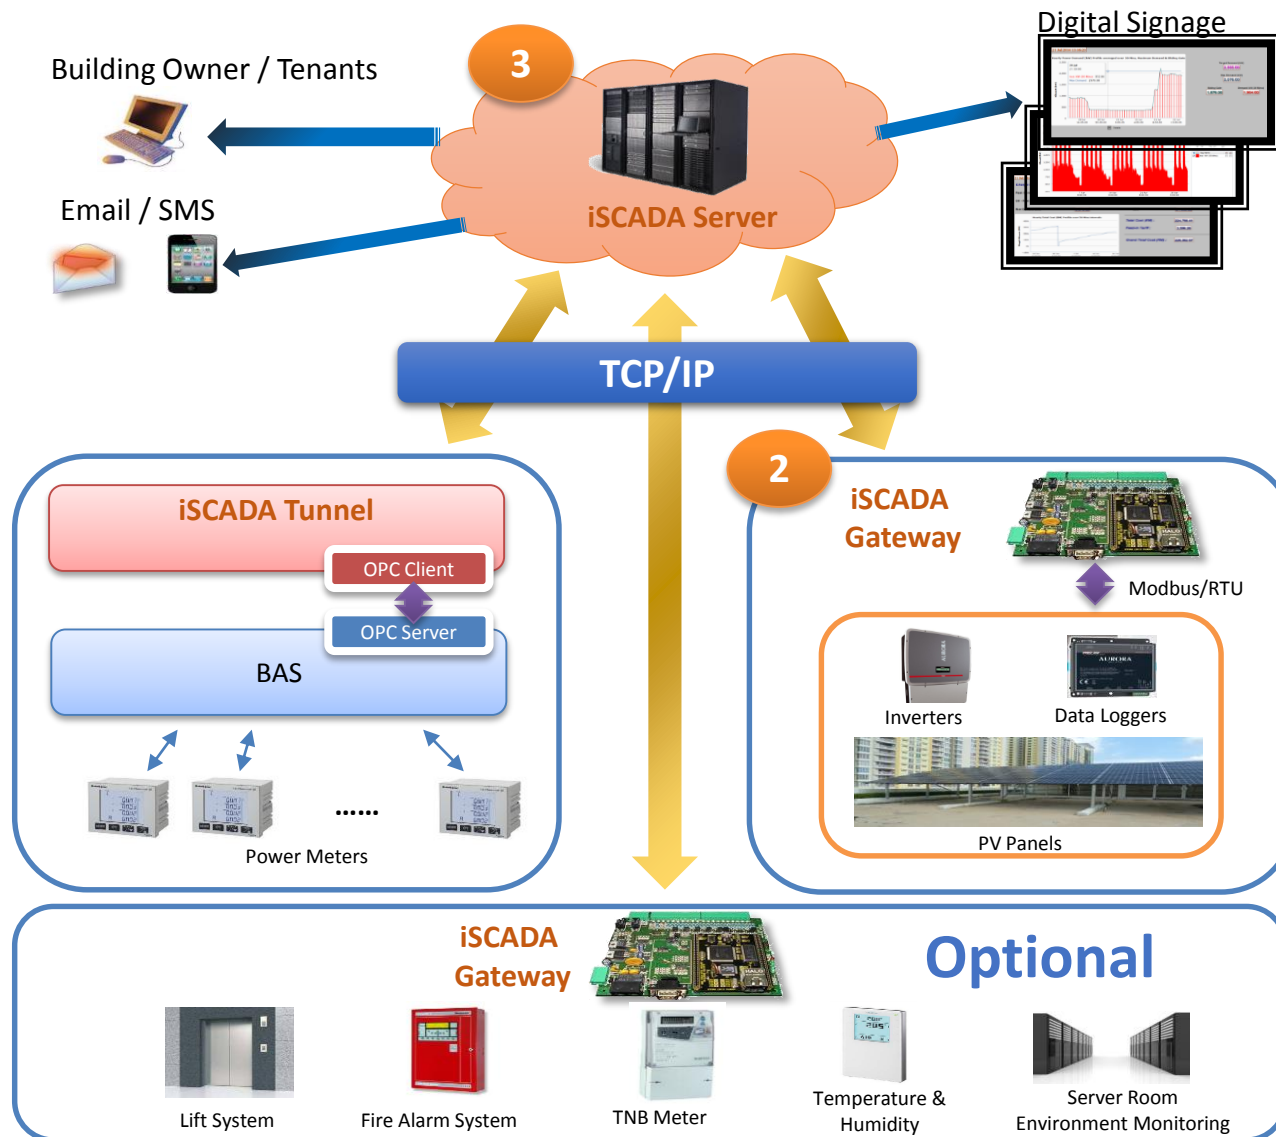 Digital Signage
3
Building Owner / Tenants
iSCADA Server
Email / SMS
TCP/IP
2
iSCADA Tunnel
OPC Client
OPC Server
BAS
......
Power Meters
iSCADA
Gateway
Modbus/RTU
AURORA
Inverters
Data Loggers
PV Panels
iSCADA
Gateway
Optional
Lift System
Fire Alarm System
TNB Meter
Temperature &
Humidity
Server Room
Environment Monitoring